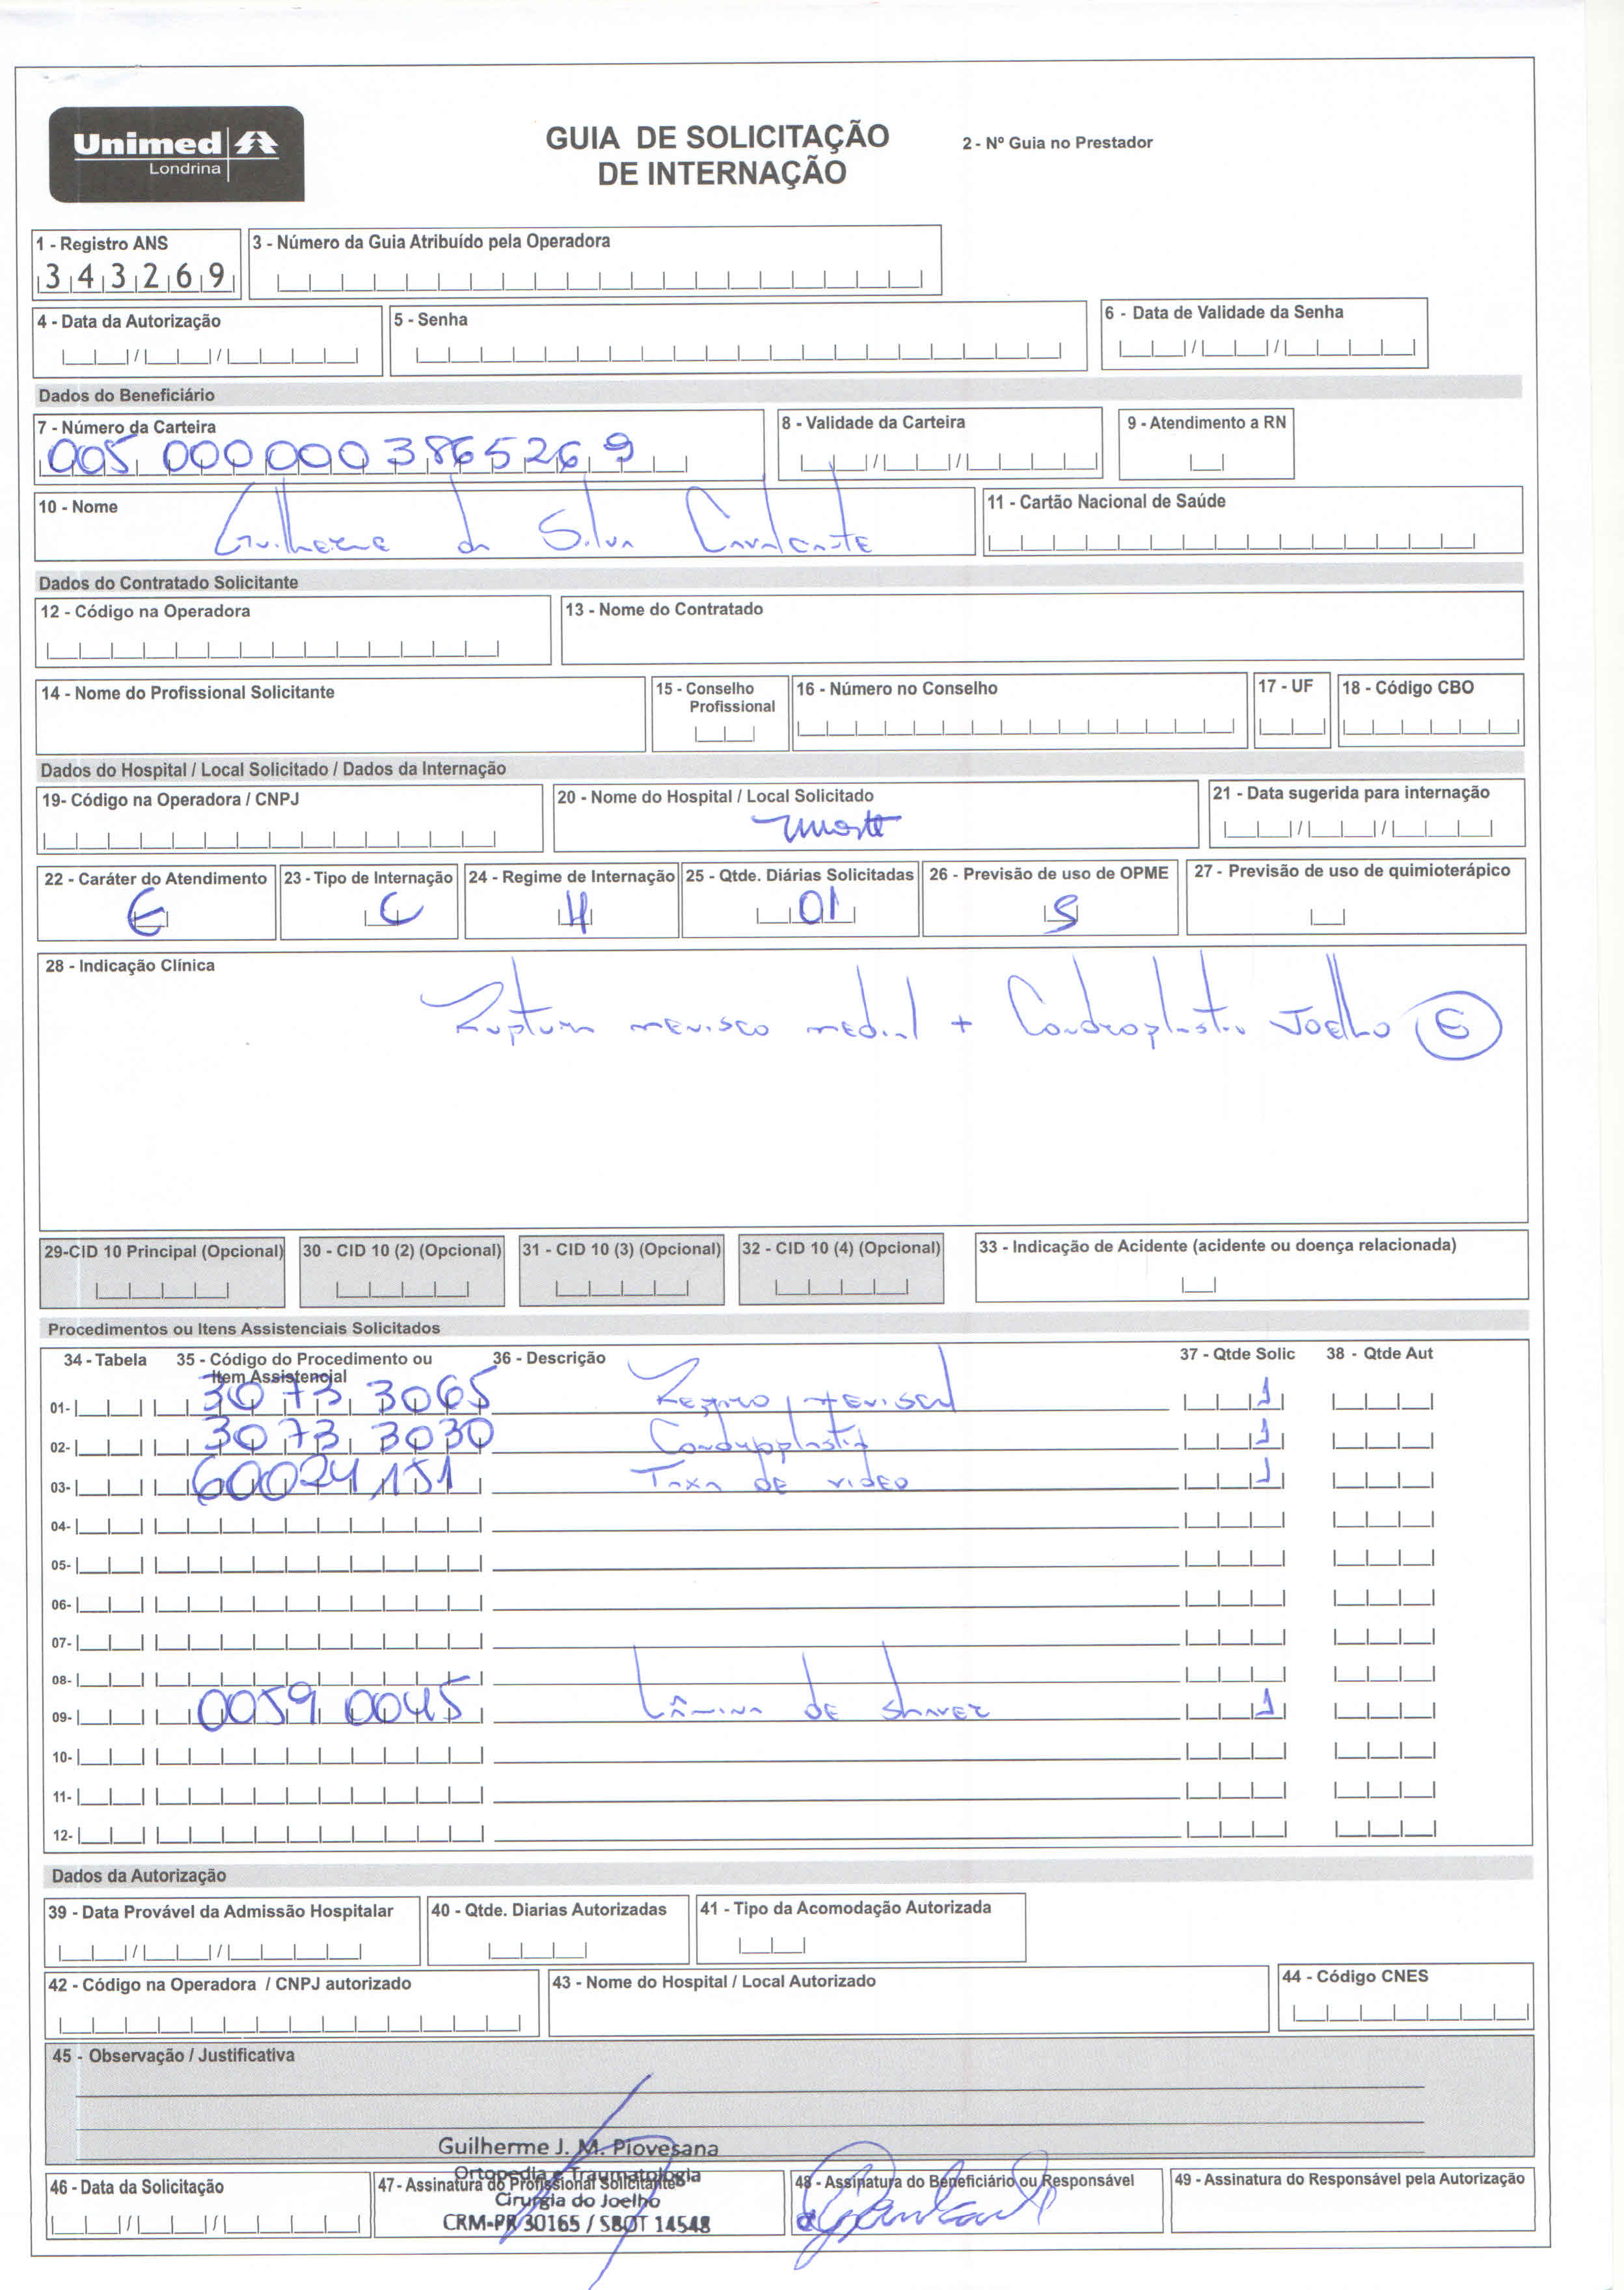 Unimed
Londrina
GUIA DE SOLICITAÇÃO
DE INTERNAÇÃO
2 - Nº Guia no Prestador
1 - Registro ANS
343269
3 - Número da Guia Atribuído pela Operadora
4 - Data da Autorização
5 - Senha
6 - Data de Validade da Senha
Dados do Beneficiário
7 - Número da Carteira
005 000 000 3865269
8 - Validade da Carteira
9 - Atendimento a RN
10 - Nome
Guilherme da Silva Cavalcante
11 - Cartão Nacional de Saúde
Dados do Contratado Solicitante
12 - Código na Operadora
13 - Nome do Contratado
14 - Nome do Profissional Solicitante
15 - Conselho
Profissional
16 - Número no Conselho
17 - UF
18 - Código CBO
Dados do Hospital / Local Solicitado / Dados da Internação
19- Código na Operadora / CNPJ
20 - Nome do Hospital / Local Solicitado
21 - Data sugerida para internação
22 - Caráter do Atendimento
E
23 - Tipo de Internação
C
24 - Regime de Internação
H
25 - Qtde. Diárias Solicitadas
01
26 - Previsão de uso de OPME
S
27 - Previsão de uso de quimioterápico
28 - Indicação Clínica
Ruptura menisco medial + Condroplastia Joelho E
29-CID 10 Principal (Opcional)
30 - CID 10 (2) (Opcional)
31 - CID 10 (3) (Opcional)
32 - CID 10 (4) (Opcional)
33 - Indicação de Acidente (acidente ou doença relacionada)
Procedimentos ou Itens Assistenciais Solicitados
34 - Tabela
35 - Código do Procedimento ou
Item Assistencial
36 - Descrição
37 - Qtde Solic
38 - Qtde Aut
01- 3073 3065 Meniscal 1
02- 3073 3030 Condroplastia 1
03- 60024151 Taxa de video 1
04-
05-
06-
07-
08-
09- 0059 0045 Lâmina de shaver 1
10-
11-
12-
Dados da Autorização
39 - Data Provável da Admissão Hospitalar
40 - Qtde. Diarias Autorizadas
41 - Tipo da Acomodação Autorizada
42 - Código na Operadora / CNPJ autorizado
43 - Nome do Hospital / Local Autorizado
44 - Código CNES
45 - Observação / Justificativa
Guilherme J. M. Piovesana
Ortopedia e Traumatologia
Cirurgia do Joelho
CRM-PR 30165 / SBOT 14548
46 - Data da Solicitação
47 - Assinatura do Profissional Solicitante
48 - Assinatura do Beneficiário ou Responsável
49 - Assinatura do Responsável pela Autorização